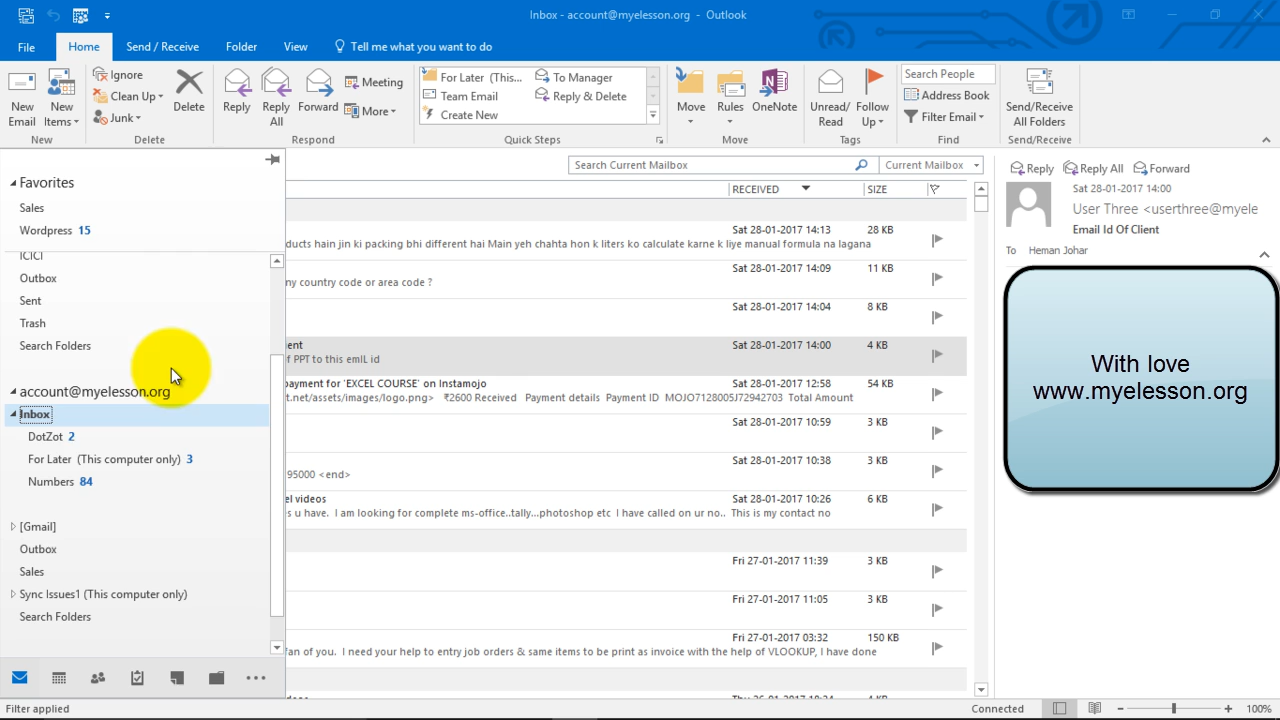 Inbox - account@myelesson.org - Outlook
File Home Send / Receive Folder View Tell me what you want to do
New Email
New Items
Ignore
Clean Up
Junk
Delete
Reply
Reply All
Forward
Meeting
More
For Later (This...
Team Email
Create New
To Manager
Reply & Delete
Move
Rules
OneNote
Unread/ Read
Follow Up
Search People
Address Book
Filter Email
Send/Receive All Folders
New Delete Respond Quick Steps Move Tags Find Send/Receive
Favorites
Sales
Wordpress 15
ICICI
Outbox
Sent
Trash
Search Folders
account@myelesson.org
Inbox
DotZot 2
For Later (This computer only) 3
Numbers 84
[Gmail]
Outbox
Sales
Sync Issues1 (This computer only)
Search Folders
Search Current Mailbox Current Mailbox
RECEIVED SIZE
Sat 28-01-2017 14:13 28 KB
ducts hain jin ki packing bhi different hai Main yeh chahta hon k liters ko calculate karne k liye manual formula na lagana
Sat 28-01-2017 14:09 11 KB
ny country code or area code ?
Sat 28-01-2017 14:04 8 KB
ent Sat 28-01-2017 14:00 4 KB
f PPT to this emIL id
payment for 'EXCEL COURSE' on Instamojo Sat 28-01-2017 12:58 54 KB
t.net/assets/images/logo.png> ₹2600 Received Payment details Payment ID MOJO7128005J72942703 Total Amount
Sat 28-01-2017 10:59 3 KB
Sat 28-01-2017 10:38 3 KB
95000 <end>
el videos Sat 28-01-2017 10:26 6 KB
s u have. I am looking for complete ms-office..tally...photoshop etc I have called on ur no.. This is my contact no
Fri 27-01-2017 11:39 3 KB
Fri 27-01-2017 11:05 3 KB
Fri 27-01-2017 03:32 150 KB
fan of you. I need your help to entry job orders & same items to be print as invoice with the help of VLOOKUP, I have done
Reply Reply All Forward
Sat 28-01-2017 14:00
User Three <userthree@myele
Email Id Of Client
To Heman Johar
With love
www.myelesson.org
Filter applied Connected 100%